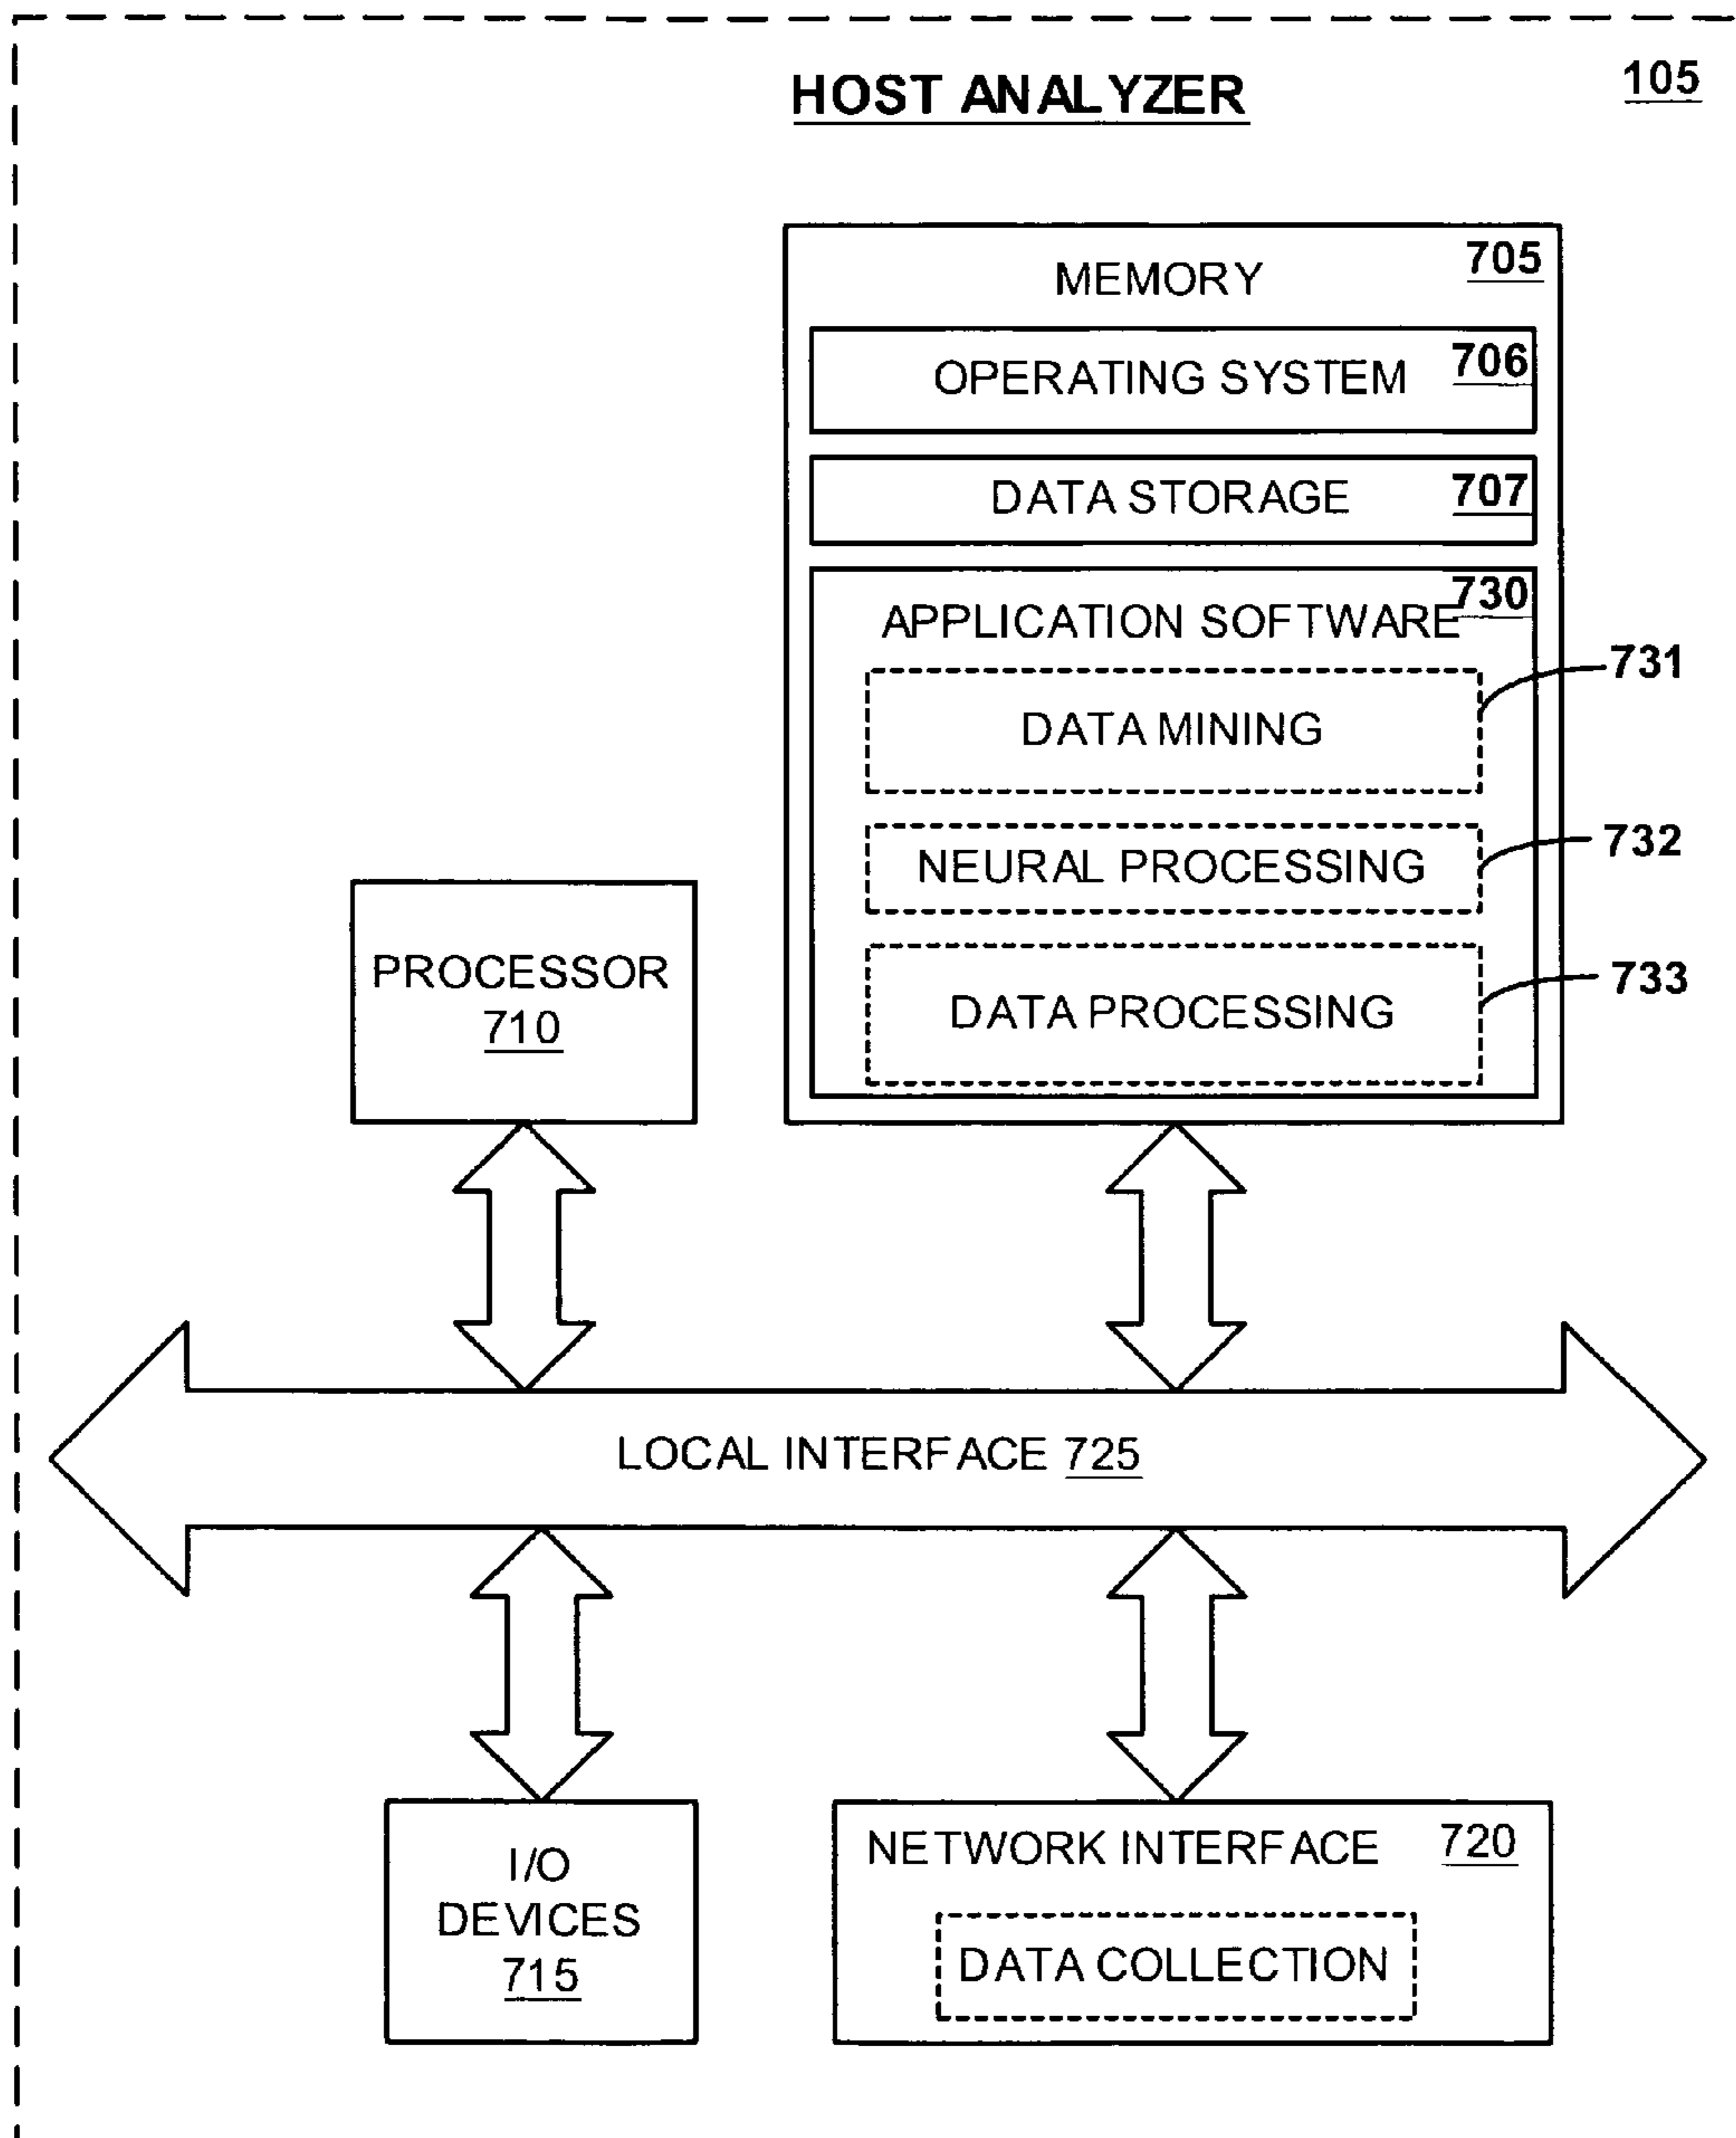 HOST ANALYZER
105
MEMORY
705
OPERATING SYSTEM
706
DATA STORAGE
707
APPLICATION SOFTWARE
730
DATA MINING
731
NEURAL PROCESSING
732
DATA PROCESSING
733
PROCESSOR
710
LOCAL INTERFACE 725
I/O
DEVICES
715
NETWORK INTERFACE
720
DATA COLLECTION